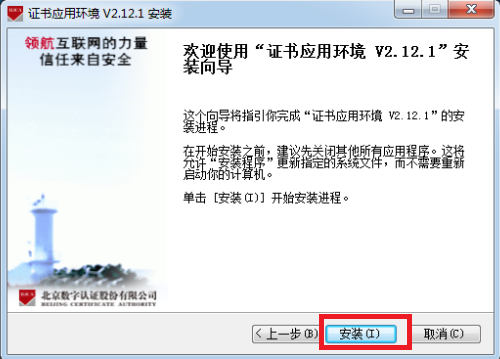 证书应用环境 V2.12.1 安装
领航互联网的力量
信任来自安全
欢迎使用“证书应用环境 V2.12.1”安
装向导
这个向导将指引你完成“证书应用环境 V2.12.1”的安
装进程。
在开始安装之前，建议先关闭其他所有应用程序。这将
允许“安装程序”更新指定的系统文件，而不需要重新
启动你的计算机。
单击 [安装(I)] 开始安装进程。
北京数字认证股份有限公司
BEIJING CERTIFICATE AUTHORITY
< 上一步(B)
安装(I)
取消(C)